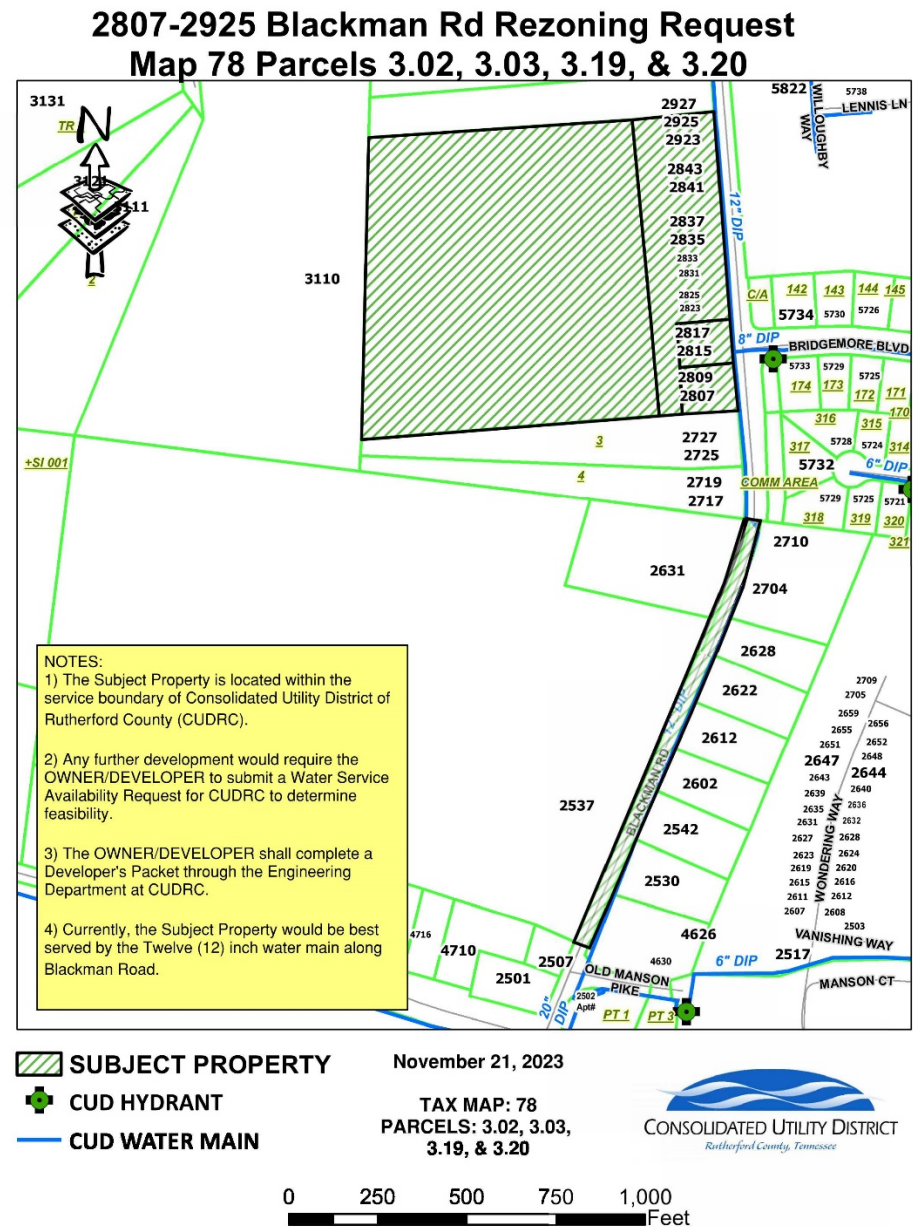 2807-2925 Blackman Rd Rezoning Request
Map 78 Parcels 3.02, 3.03, 3.19, & 3.20
3131
TR
N
3121
3111
2
3110
2927
2925
2923
2843
2841
2837
2835
2833
2831
2825
2823
2817
2815
2809
2807
12" DIP
5822
WILLOUGHBY
WAY
5738
LENNIS LN
C/A
142
143
144
145
5734
5730
5726
8" DIP
BRIDGEMORE BLVD
5733
5729
5725
174
173
172
171
170
316
315
317
5728
5724
314
5732
6" DIP
COMM AREA
5729
5725
5721
318
319
320
321
3
2727
2725
4
2719
2717
+SI 001
2710
2631
2704
2628
2622
12" DIP
2612
BLACKMAN RD
2602
2537
2542
2530
2709
2705
2659
2656
2655
2651
2652
2647
2648
2643
2644
2639
2640
2635
2636
2631
2632
2627
2628
2623
2624
2619
2620
2615
2616
2611
2612
2607
2608
WONDERING WAY
2503
VANISHING WAY
2517
MANSON CT
4626
4630
6" DIP
OLD MANSON
PIKE
4716
4710
2507
2501
20"
DIP
2502
Apt#
PT 1
PT 3
NOTES:
1) The Subject Property is located within the
service boundary of Consolidated Utility District of
Rutherford County (CUDRC).
2) Any further development would require the
OWNER/DEVELOPER to submit a Water Service
Availability Request for CUDRC to determine
feasibility.
3) The OWNER/DEVELOPER shall complete a
Developer's Packet through the Engineering
Department at CUDRC.
4) Currently, the Subject Property would be best
served by the Twelve (12) inch water main along
Blackman Road.
SUBJECT PROPERTY
CUD HYDRANT
CUD WATER MAIN
November 21, 2023
TAX MAP: 78
PARCELS: 3.02, 3.03,
3.19, & 3.20
CONSOLIDATED UTILITY DISTRICT
Rutherford County, Tennessee
0 250 500 750 1,000
Feet